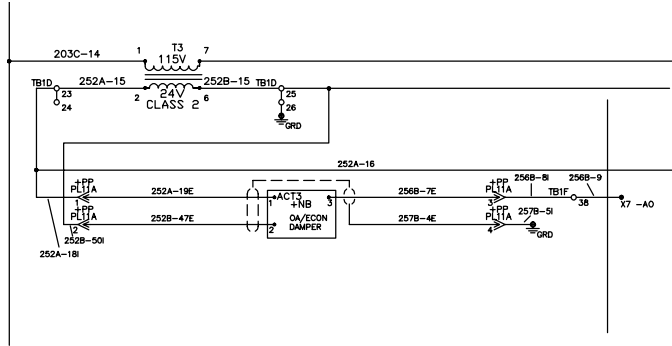 203C-14
1
T3
115V
7
TB1D
252A-15
252B-15
TB1D
23
24
2
24V
6
CLASS 2
25
26
GRD
252A-16
+PP
PL11A
1
252A-19E
1
ACT3
+NB
3
256B-7E
+PP
PL11A
3
256B-8I
256B-9
TB1F
38
X7 -AO
+PP
PL11A
2
252B-47E
2
OA/ECON
DAMPER
257B-4E
+PP
PL11A
4
257B-5I
GRD
252B-50I
252A-18I